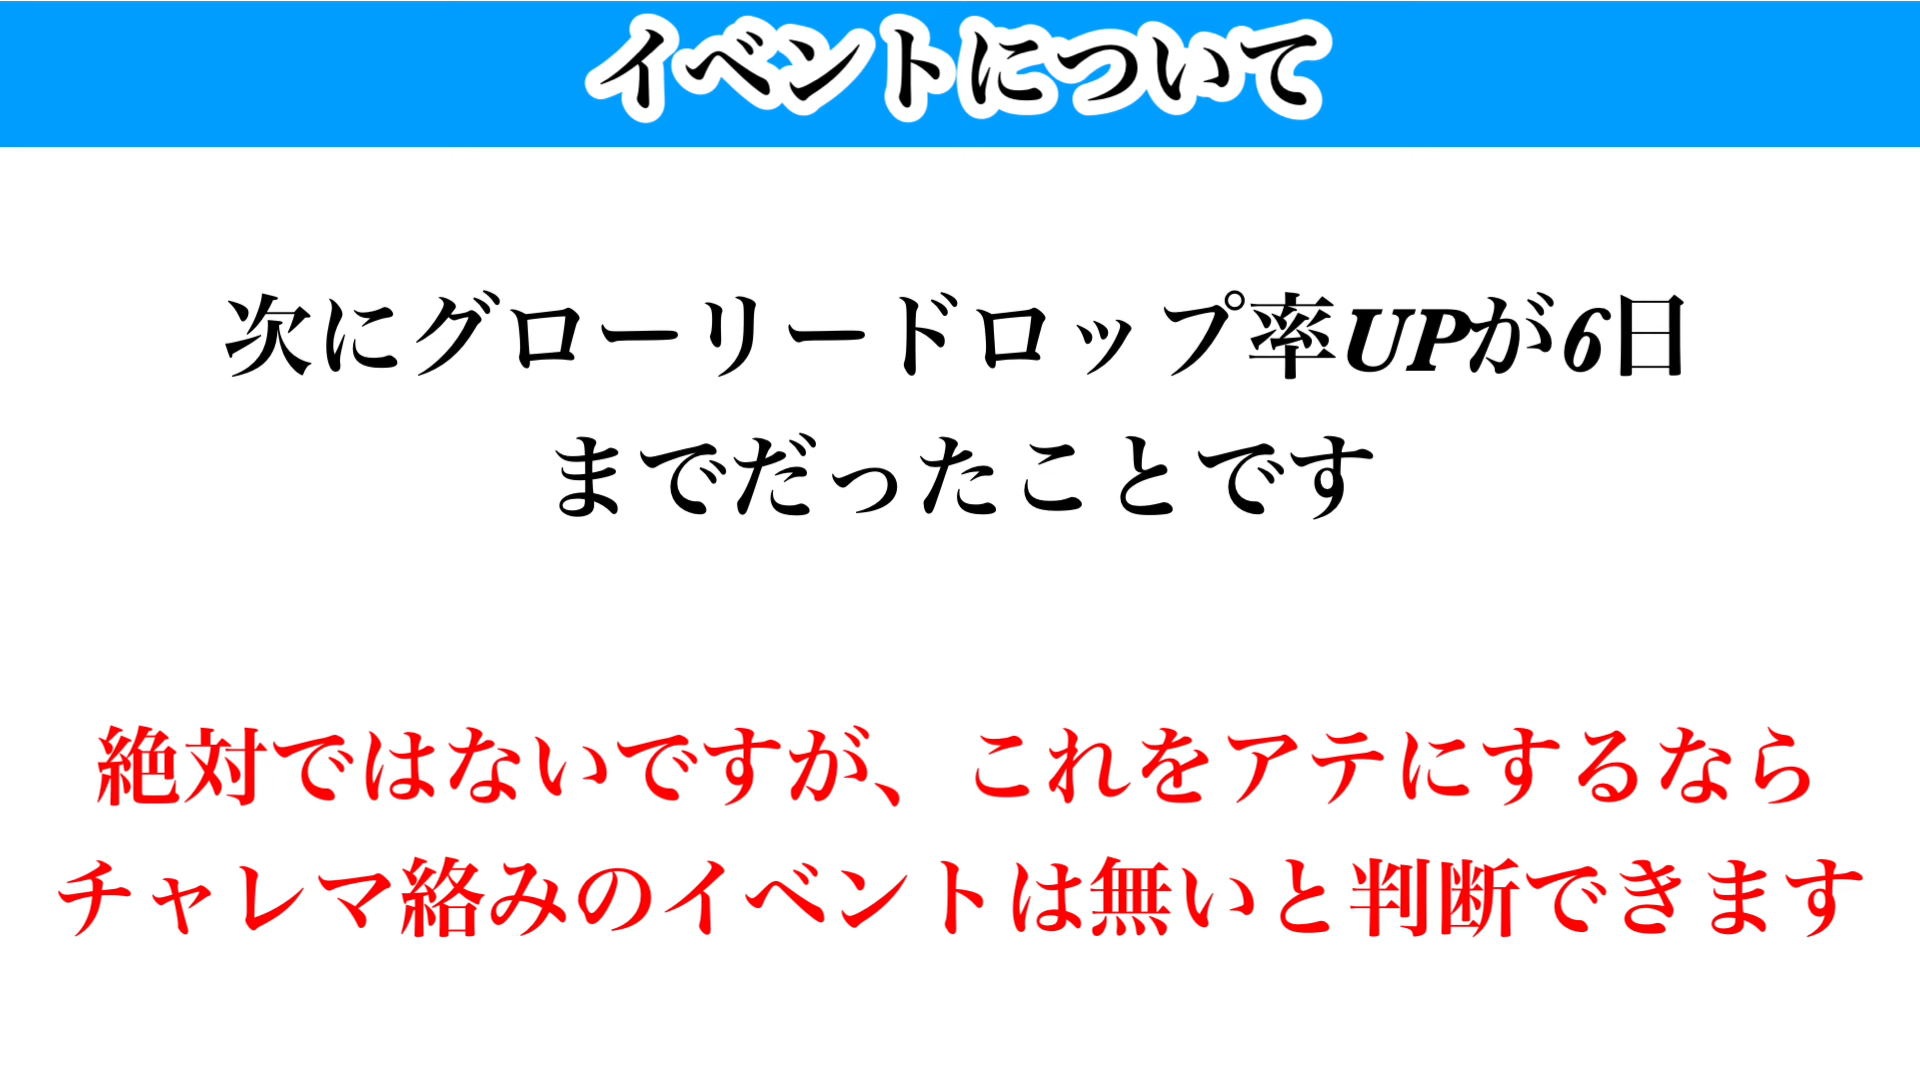 イベントについて
次にグローリードロップ率UPが6日
までだったことです
絶対ではないですが、これをアテにするなら
チャレマ絡みのイベントは無いと判断できます